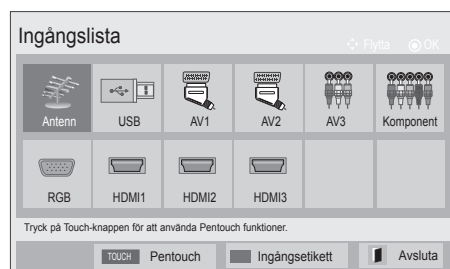 Ingångslista
Flytta OK
Antenn USB AV1 AV2 AV3 Komponent
RGB HDMI1 HDMI2 HDMI3
Tryck på Touch-knappen för att använda Pentouch funktioner.
TOUCH Pentouch Ingångsetikett Avsluta